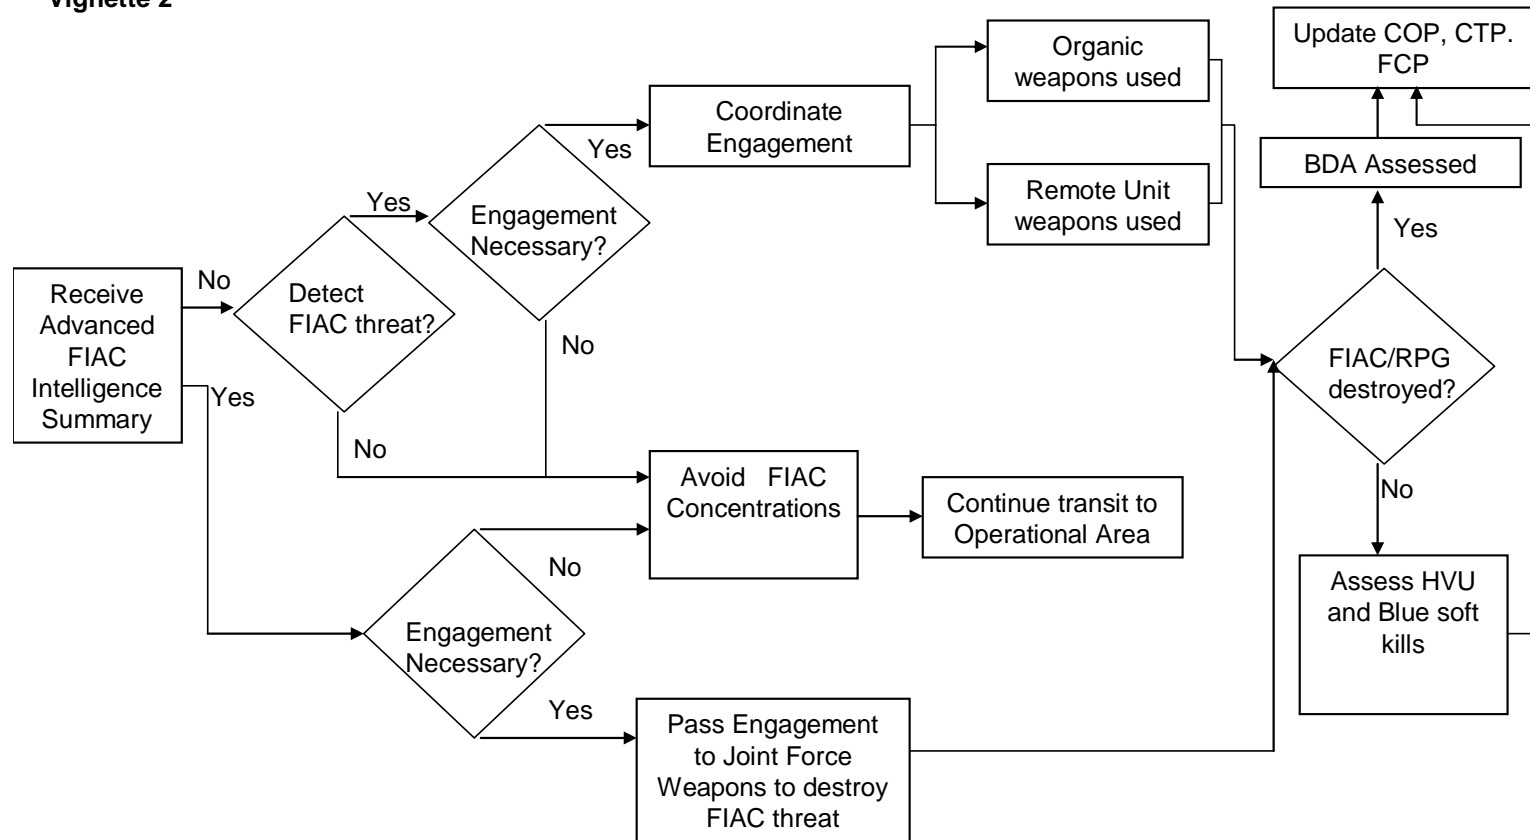 Vignette 2
Receive
Advanced
FIAC
Intelligence
Summary
No
Yes
Detect
FIAC threat?
Yes
No
Engagement
Necessary?
Yes
No
Coordinate
Engagement
Organic
weapons used
Remote Unit
weapons used
Update COP, CTP.
FCP
BDA Assessed
Yes
FIAC/RPG
destroyed?
No
Assess HVU
and Blue soft
kills
Avoid FIAC
Concentrations
Continue transit to
Operational Area
Engagement
Necessary?
No
Yes
Pass Engagement
to Joint Force
Weapons to destroy
FIAC threat